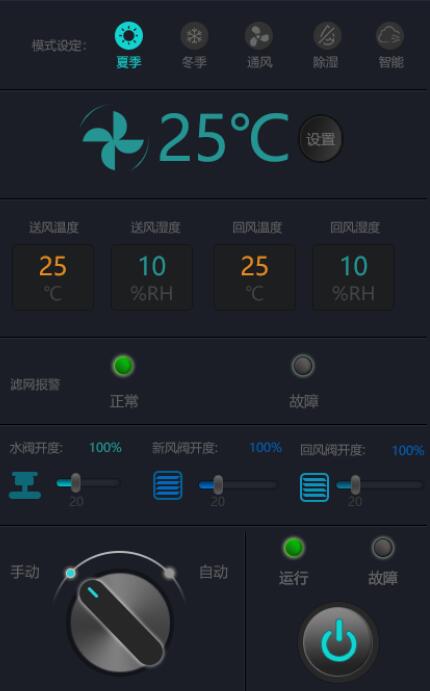 模式设定: 夏季 冬季 通风 除湿 智能
25℃ 设置
送风温度 送风湿度 回风温度 回风湿度
25 10 25 10
℃ %RH ℃ %RH
滤网报警 正常 故障
水阀开度: 100% 新风阀开度: 100% 回风阀开度: 100%
20 20 20
手动 自动 运行 故障